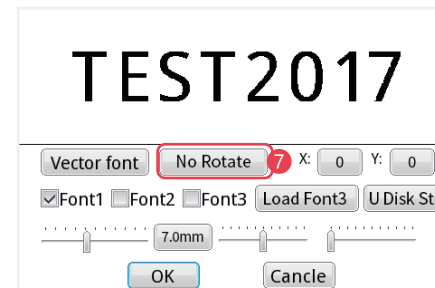 TEST2017
Vector font No Rotate 7 X: 0 Y: 0
Font1 Font2 Font3 Load Font3 U Disk St
7.0mm
OK Cancle